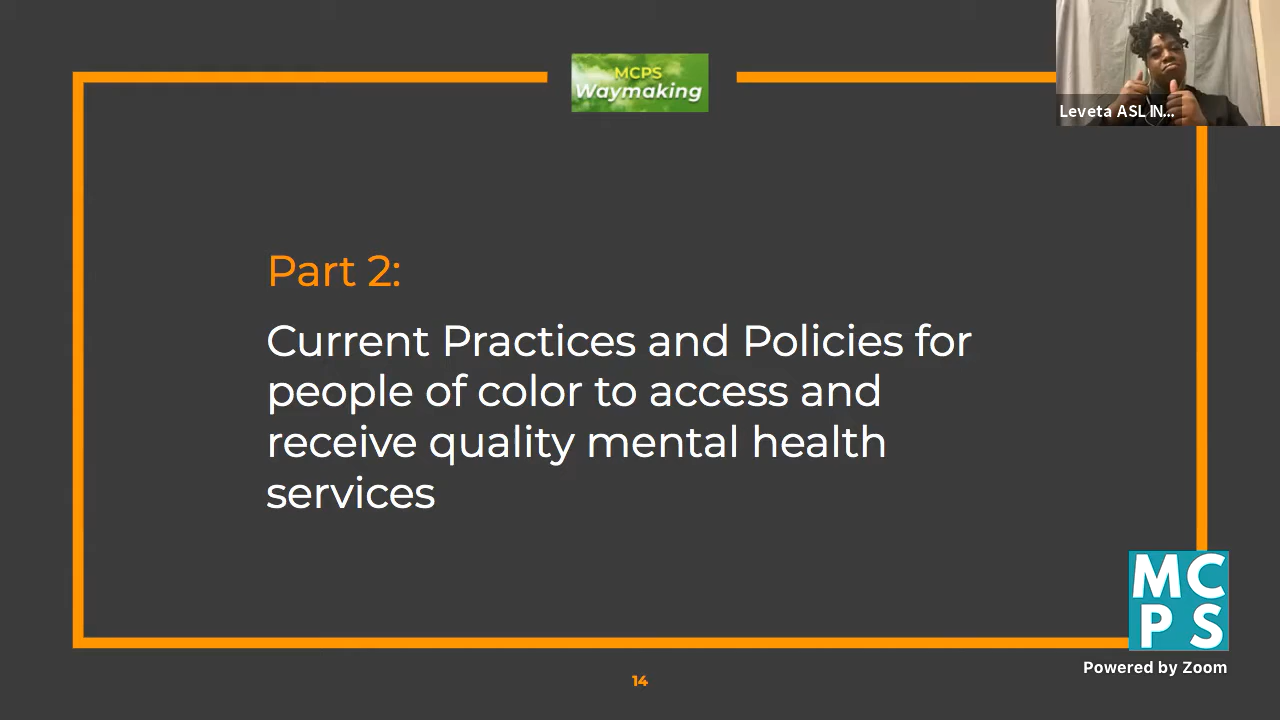 MCPS
Waymaking
Leveta ASL IN...
Part 2:
Current Practices and Policies for
people of color to access and
receive quality mental health
services
MC
PS
Powered by Zoom
14